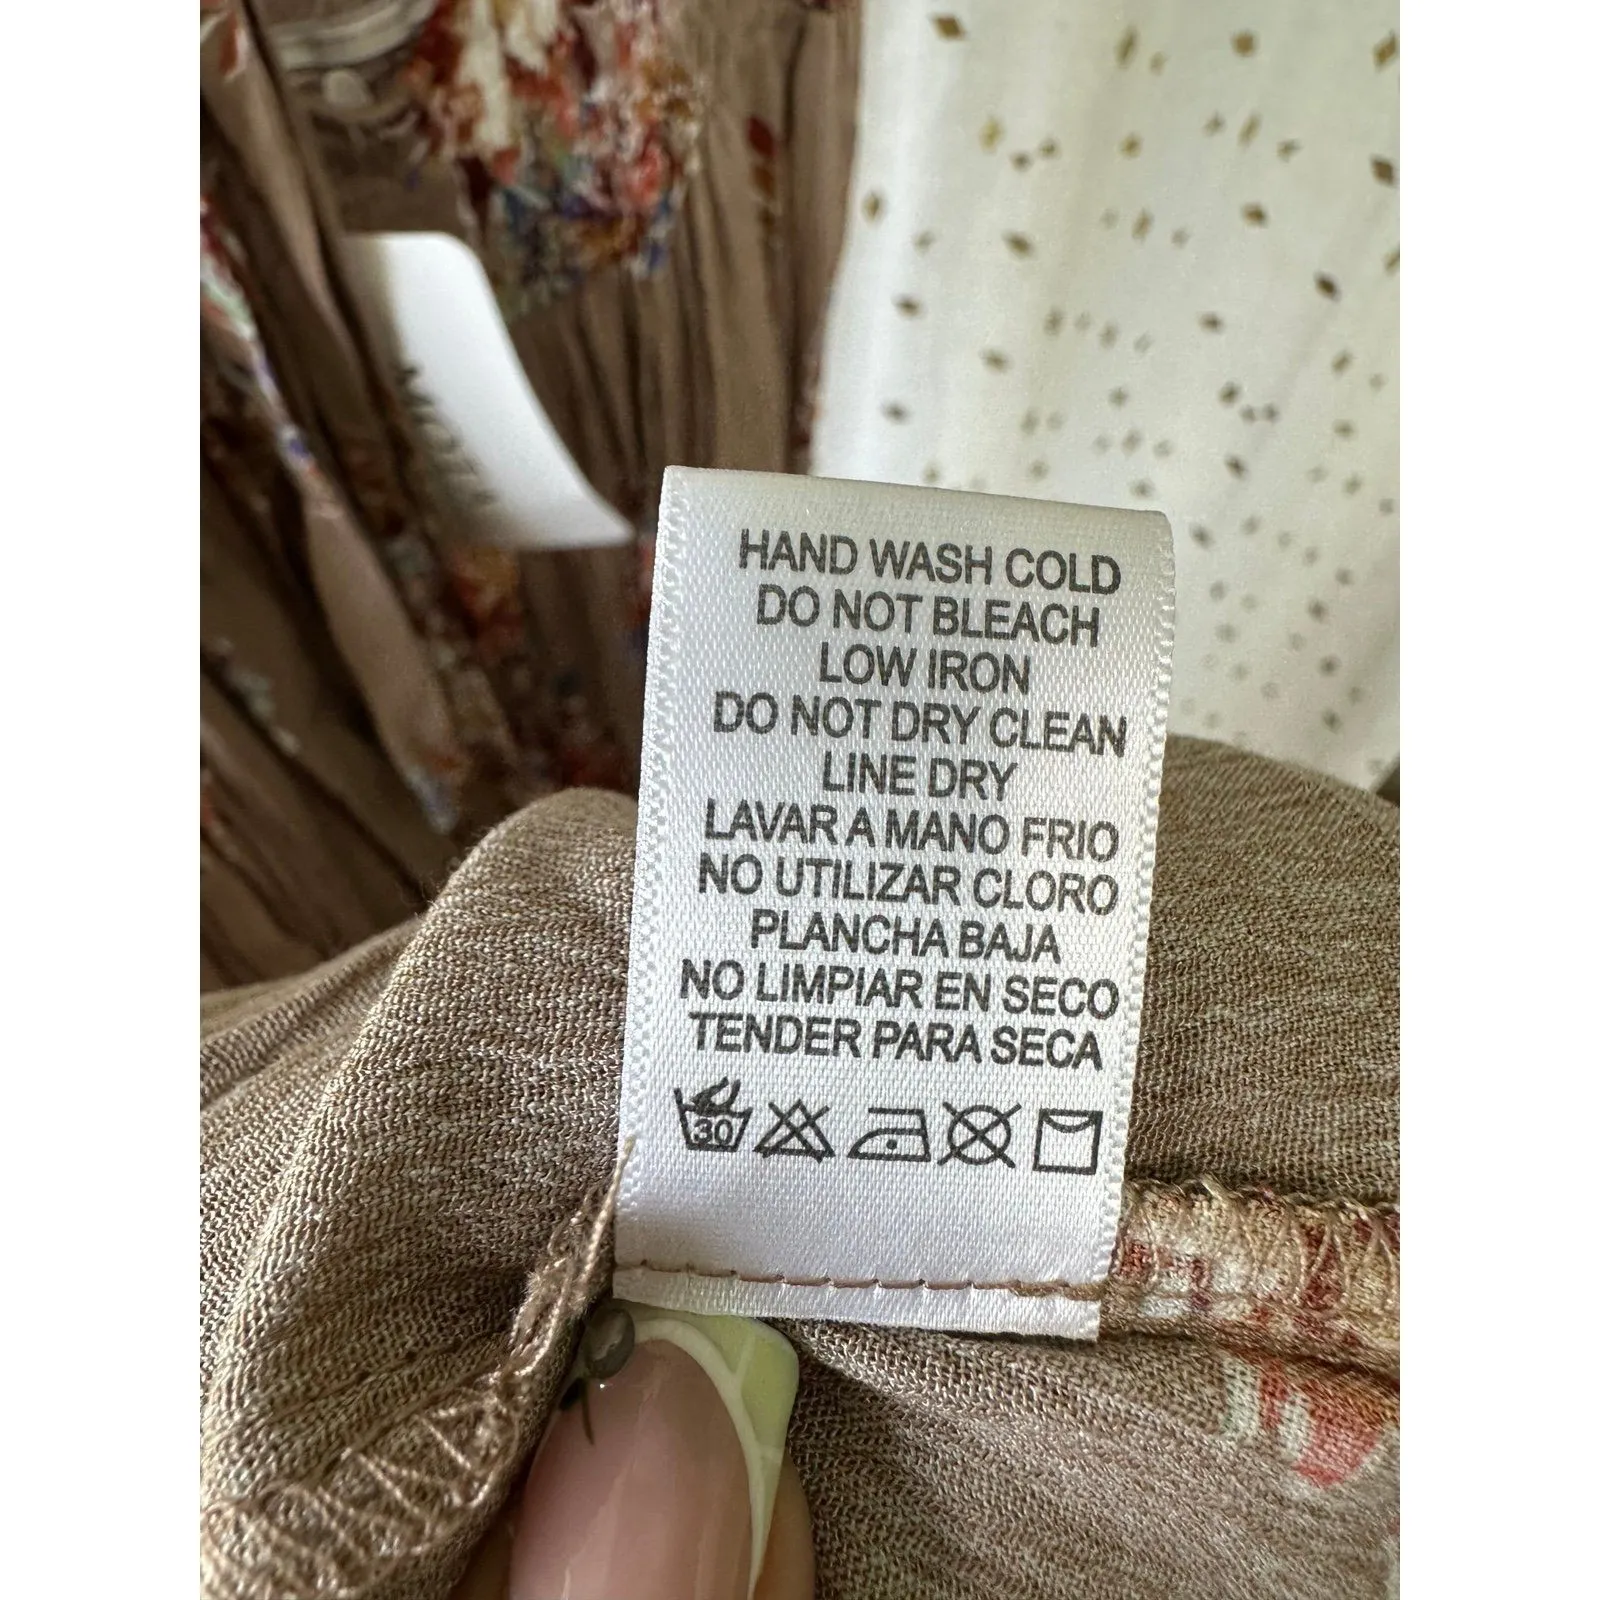 HAND WASH COLD
DO NOT BLEACH
LOW IRON
DO NOT DRY CLEAN
LINE DRY
LAVAR A MANO FRIO
NO UTILIZAR CLORO
PLANCHA BAJA
NO LIMPIAR EN SECO
TENDER PARA SECA
30